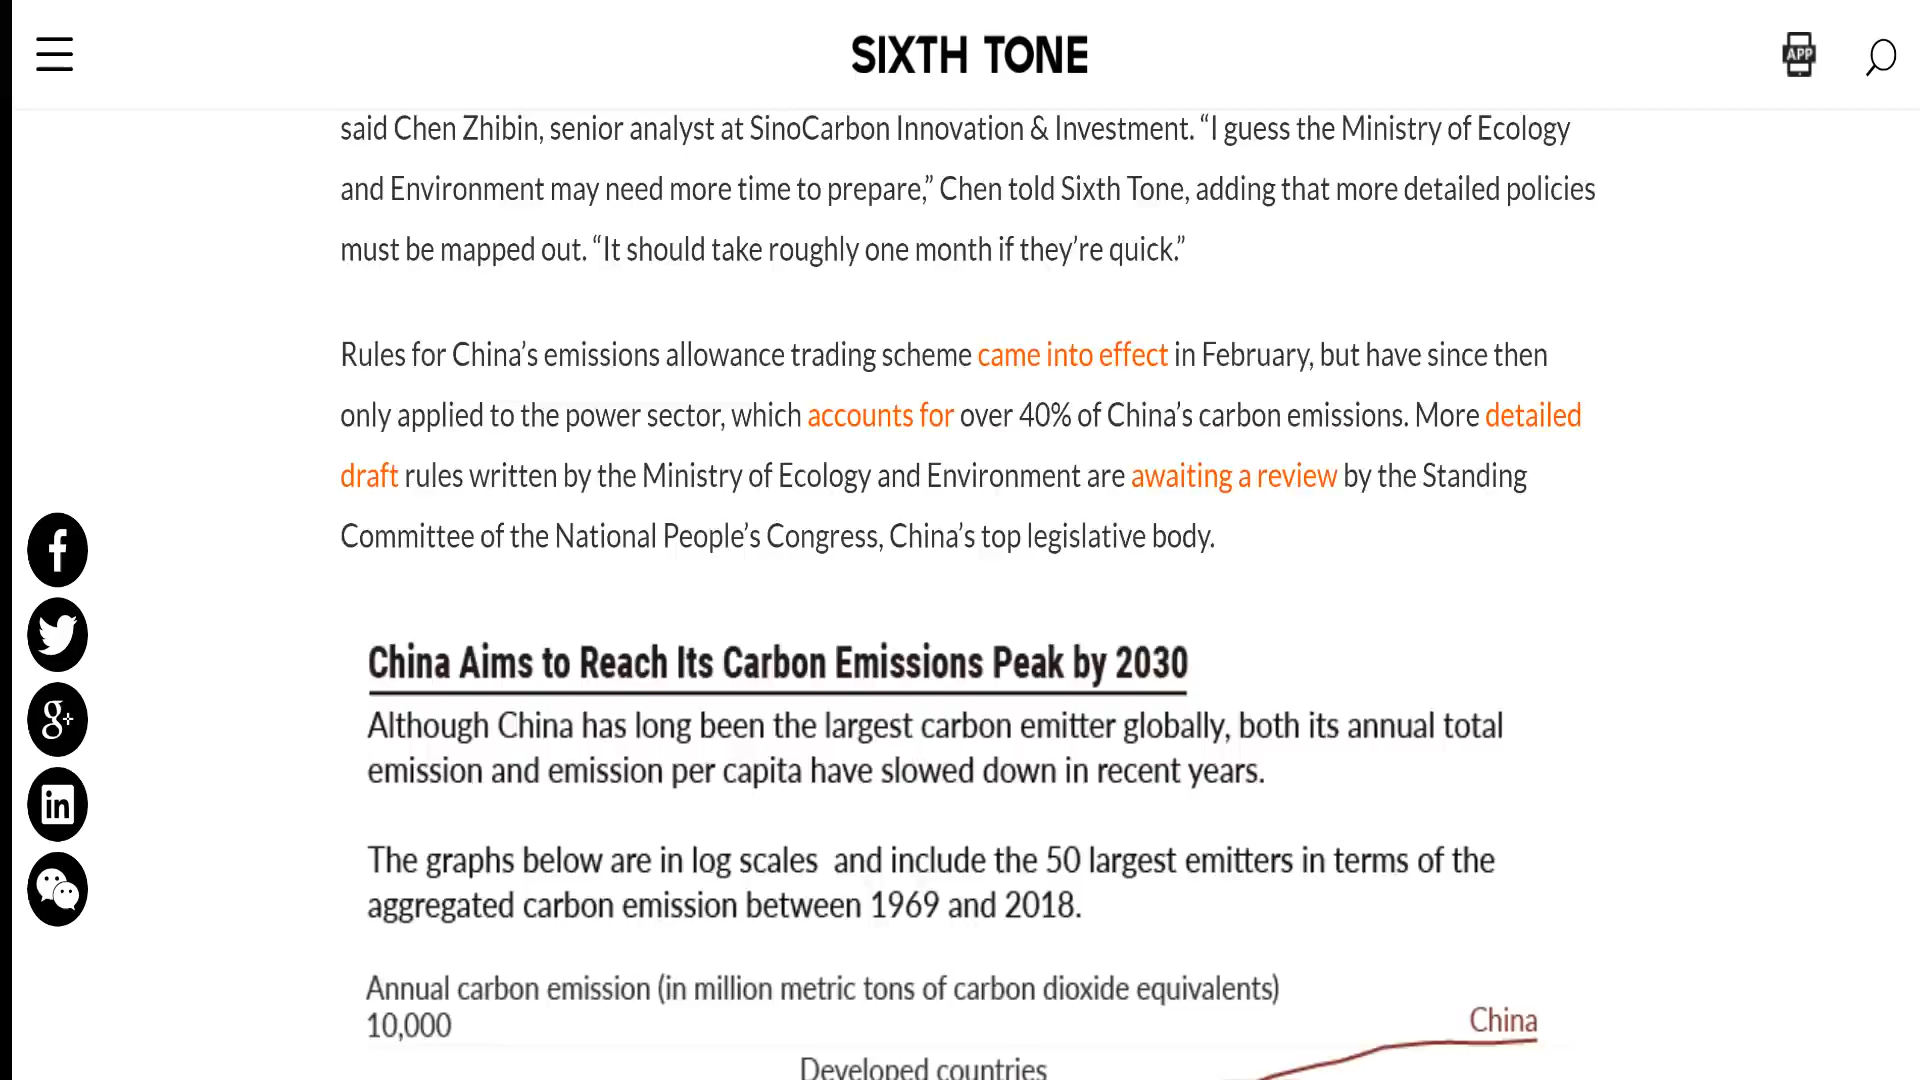 SIXTH TONE
APP
said Chen Zhibin, senior analyst at SinoCarbon Innovation & Investment. “I guess the Ministry of Ecology
and Environment may need more time to prepare,” Chen told Sixth Tone, adding that more detailed policies
must be mapped out. “It should take roughly one month if they’re quick.”
Rules for China’s emissions allowance trading scheme came into effect in February, but have since then
only applied to the power sector, which accounts for over 40% of China’s carbon emissions. More detailed
draft rules written by the Ministry of Ecology and Environment are awaiting a review by the Standing
Committee of the National People’s Congress, China’s top legislative body.
China Aims to Reach Its Carbon Emissions Peak by 2030
Although China has long been the largest carbon emitter globally, both its annual total
emission and emission per capita have slowed down in recent years.
The graphs below are in log scales and include the 50 largest emitters in terms of the
aggregated carbon emission between 1969 and 2018.
Annual carbon emission (in million metric tons of carbon dioxide equivalents)
10,000
China
Developed countries